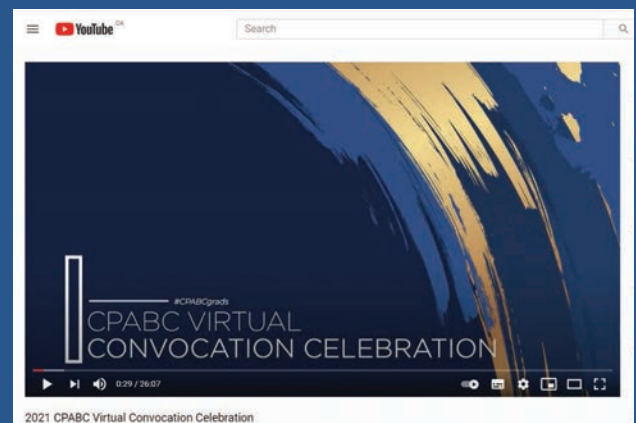 YouTube CA
Search
#CPABCgrads
CPABC VIRTUAL
CONVOCATION CELEBRATION
0:29 / 26:07
2021 CPABC Virtual Convocation Celebration